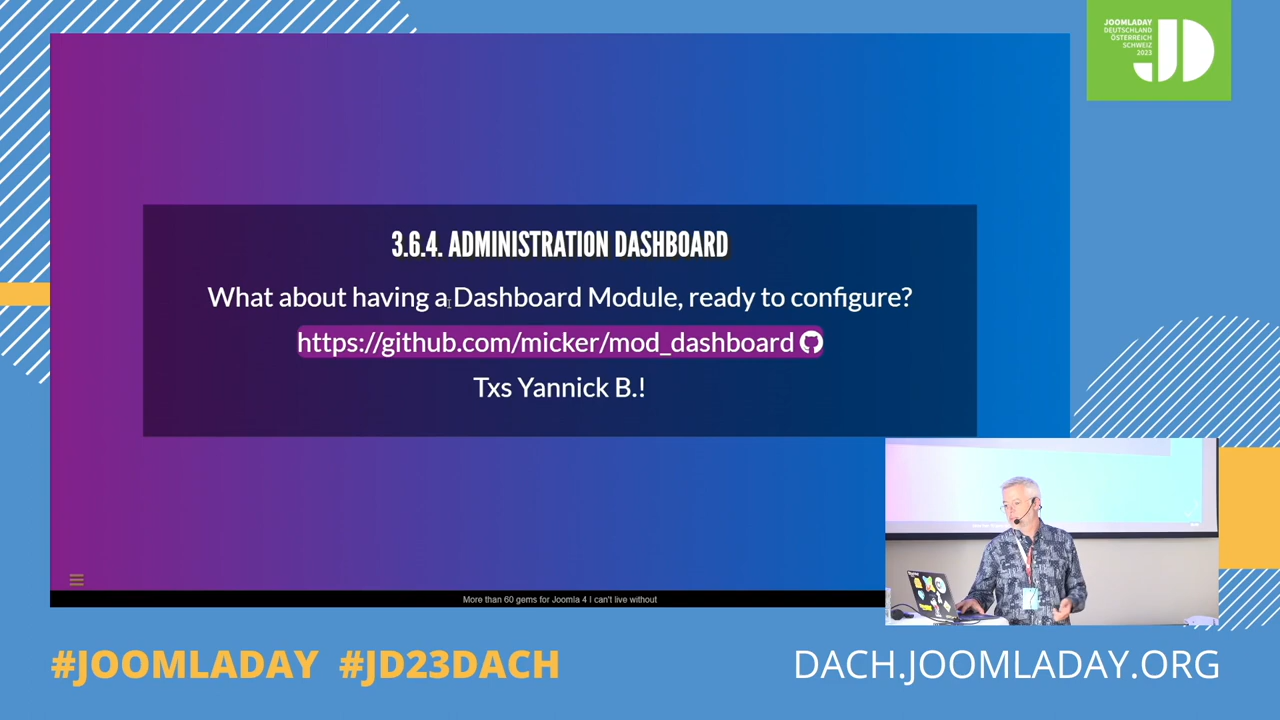 JOOMLADAY
DEUTSCHLAND
ÖSTERREICH
SCHWEIZ
2023
JD
3.6.4. ADMINISTRATION DASHBOARD
What about having a Dashboard Module, ready to configure?
https://github.com/micker/mod_dashboard
Txs Yannick B.!
More than 60 gems for Joomla 4 I can't live without
#JOOMLADAY #JD23DACH
DACH.JOOMLADAY.ORG